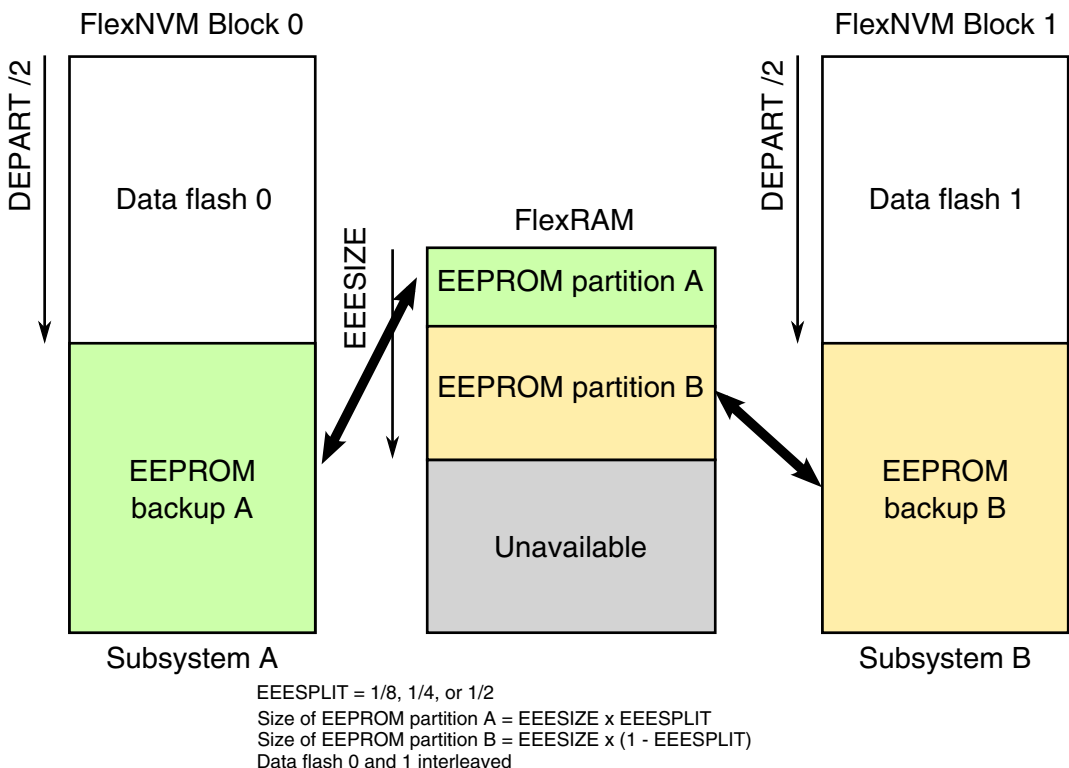 FlexNVM Block 0
FlexNVM Block 1
DEPART /2
Data flash 0
EEPROM
backup A
Subsystem A
FlexRAM
EEESIZE
EEPROM partition A
EEPROM partition B
Unavailable
DEPART /2
Data flash 1
EEPROM
backup B
Subsystem B
EEESPLIT = 1/8, 1/4, or 1/2
Size of EEPROM partition A = EEESIZE x EEESPLIT
Size of EEPROM partition B = EEESIZE x (1 - EEESPLIT)
Data flash 0 and 1 interleaved